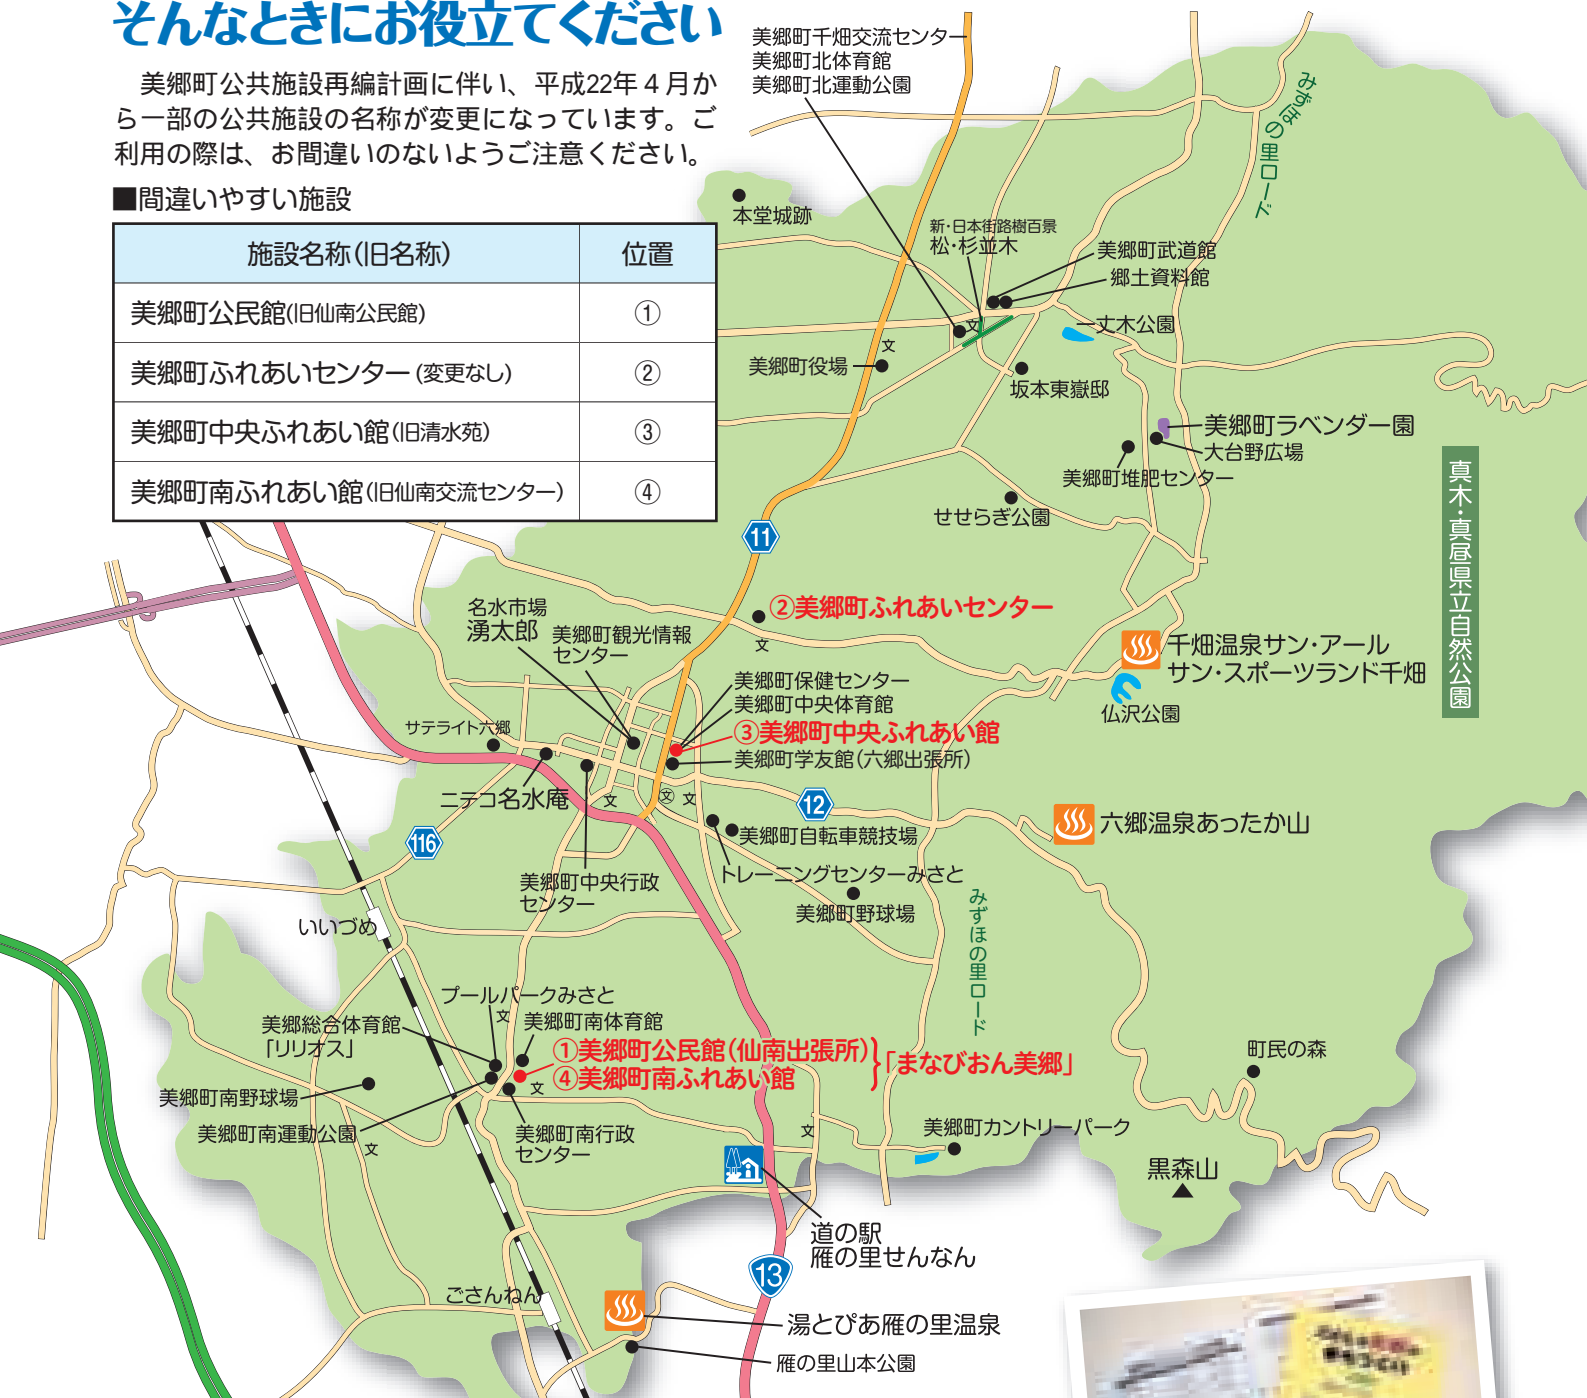 そんなときにお役立てください
美郷町公共施設再編計画に伴い、平成22年４月か
ら一部の公共施設の名称が変更になっています。ご
利用の際は、お間違いのないようご注意ください。
■間違いやすい施設
施設名称(旧名称) 位置
美郷町公民館(旧仙南公民館) ①
美郷町ふれあいセンター(変更なし) ②
美郷町中央ふれあい館(旧清水苑) ③
美郷町南ふれあい館(旧仙南交流センター) ④
美郷町千畑交流センター
美郷町北体育館
美郷町北運動公園
みずほの里ロード
本堂城跡
新・日本街路樹百景
松・杉並木
美郷町武道館
郷土資料館
文
一丈木公園
文
美郷町役場
坂本東嶽邸
美郷町ラベンダー園
大台野広場
美郷町堆肥センター
せせらぎ公園
真木・真昼県立自然公園
11
②美郷町ふれあいセンター
文
名水市場
湧太郎
美郷町観光情報
センター
千畑温泉サン・アール
サン・スポーツランド千畑
仏沢公園
美郷町保健センター
美郷町中央体育館
③美郷町中央ふれあい館
美郷町学友館(六郷出張所)
サテライト六郷
ニテコ名水庵
文
文
文
12
六郷温泉あったか山
116
美郷町自転車競技場
トレーニングセンターみさと
美郷町野球場
美郷町中央行政
センター
みずほの里ロード
いいづめ
プールパークみさと
文
美郷町南体育館
美郷総合体育館
「リリオス」
①美郷町公民館(仙南出張所)
④美郷町南ふれあい館
「まなびおん美郷」
文
美郷町南野球場
美郷町南運動公園
文
美郷町南行政
センター
文
町民の森
美郷町カントリーパーク
黒森山
道の駅
雁の里せんなん
13
ごさんねん
湯とぴあ雁の里温泉
雁の里山本公園